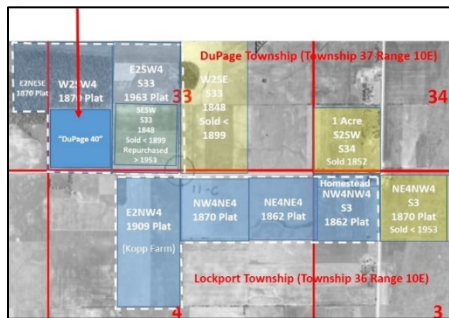 DuPage Township (Township 37 Range 10E)
E2NESE
1870 Plat
W2SW4
1870 Plat
E2SW4
S33
1963 Plat
33
34
"DuPage 40"
SESW
S33
1848
Sold < 1899
Repurchased
> 1953
W2SE
S33
1848
Sold <
1899
1 Acre
S2SW
S34
Sold 1852
E2NW4
1909 Plat
(Kopp Farm)
11-C
NW4NE4
1870 Plat
NE4NE4
1862 Plat
Homestead
NW4NW4
S3
1862 Plat
NE4NW4
S3
1870 Plat
Sold < 1953
Lockport Township (Township 36 Range 10E)
4
3